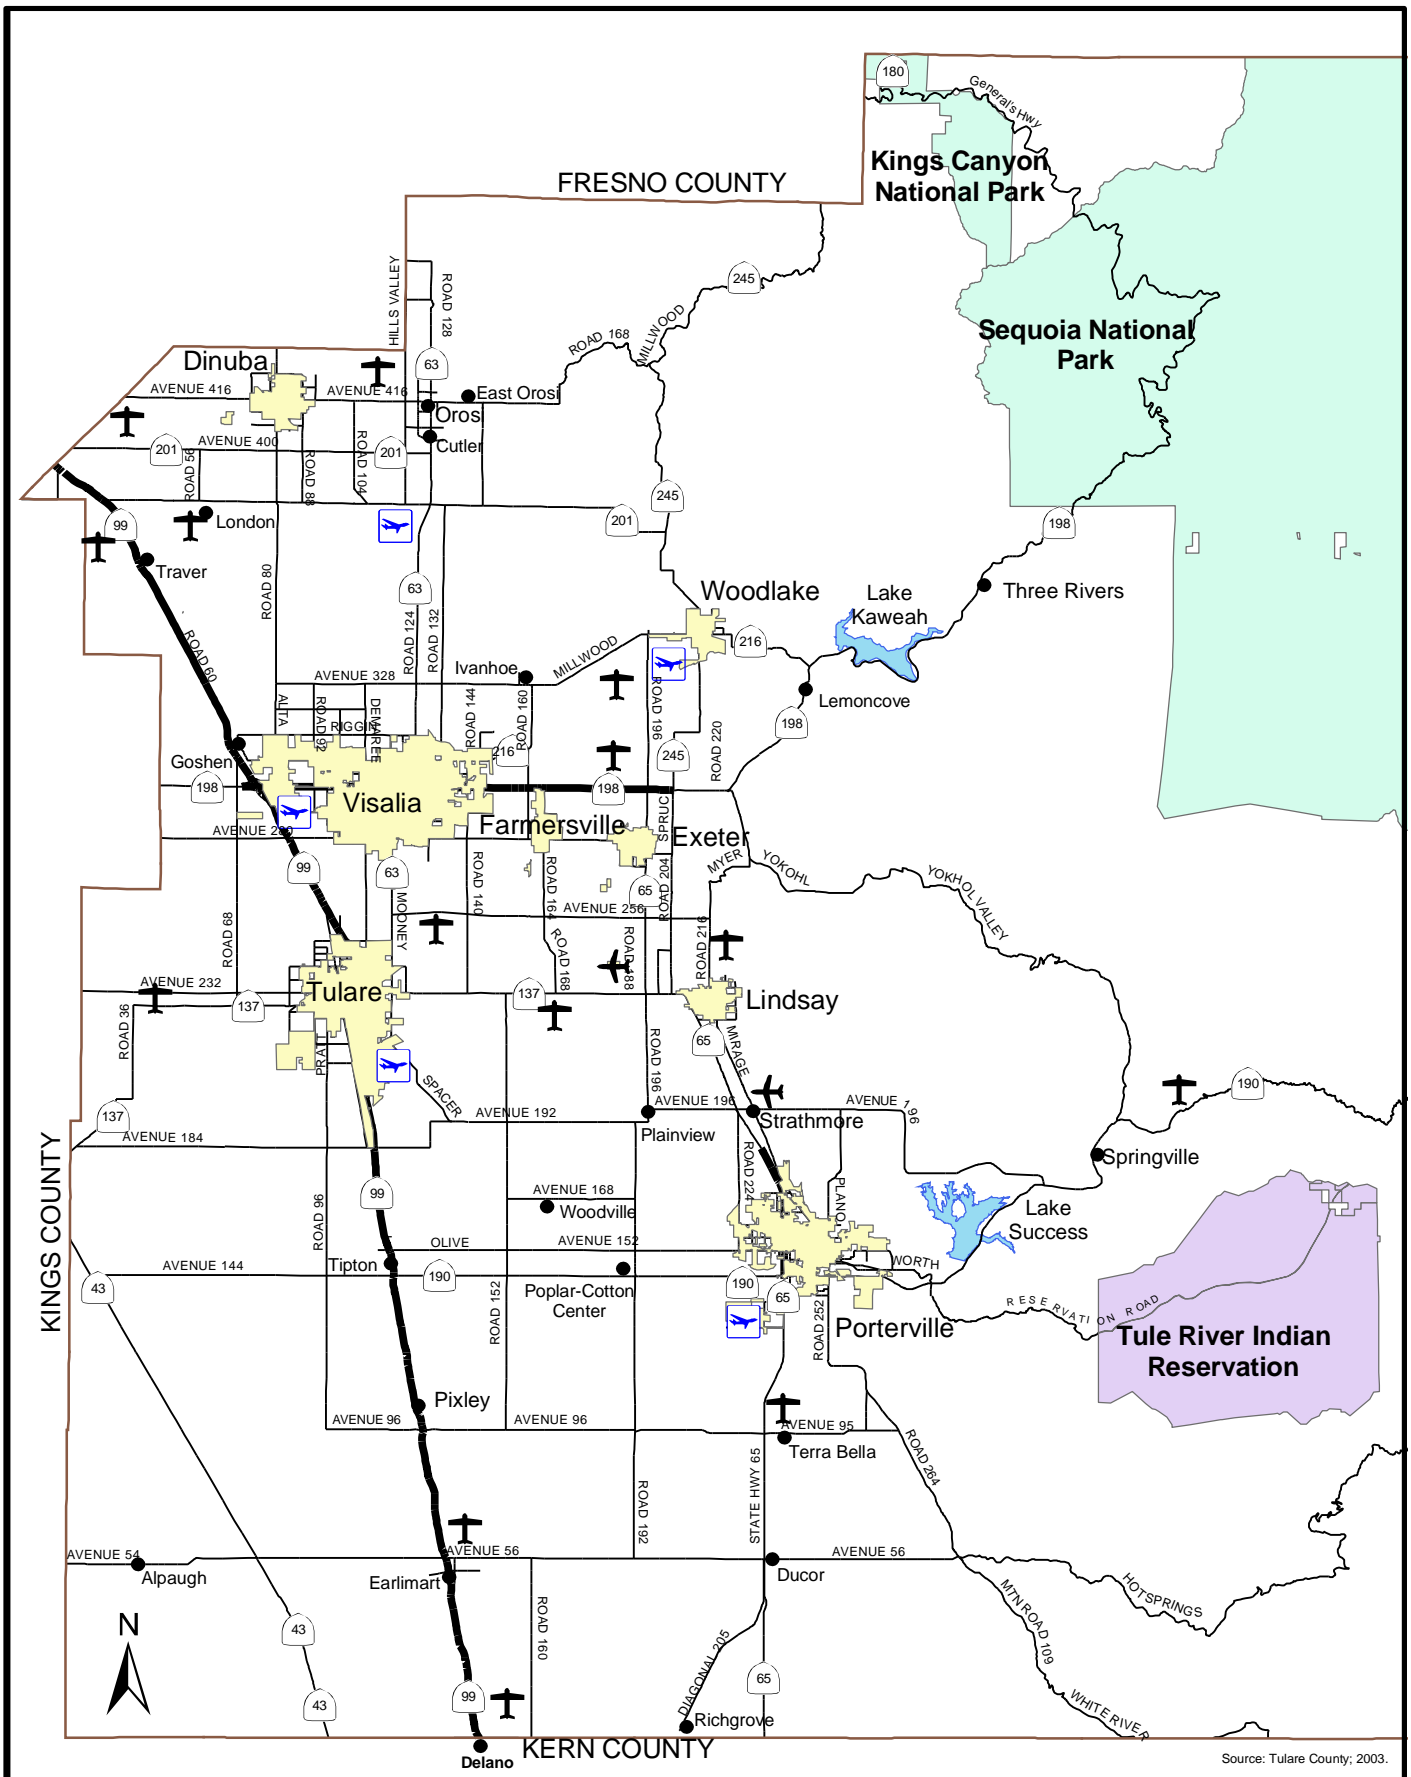 180
General's Hwy
Kings Canyon
National Park
FRESNO COUNTY
245
HILLS VALLEY
ROAD 128
MILLWOOD
ROAD 168
Sequoia National
Park
Dinuba
63
AVENUE 416
AVENUE 416
East Orosi
Orosi
Cutler
AVENUE 400
201
201
ROAD 56
ROAD 88
ROAD 104
245
201
99
London
198
Traver
ROAD 80
63
Woodlake
Lake
Kaweah
Three Rivers
ROAD 60
ROAD 124
ROAD 132
216
Ivanhoe
MILLWOOD
AVENUE 328
ROAD 196
Lemoncove
ALTA
ROAD 92
DEMAREE
RIGGIN
ROAD 144
ROAD 160
216
198
245
ROAD 220
Goshen
198
198
Visalia
Farmersville
SPRUC
Exeter
AVENUE 280
99
63
65
ROAD 204
MYER
YOKOHL
YOKHOL VALLEY
ROAD 68
MOONEY
ROAD 140
ROAD 164
AVENUE 256
ROAD 168
ROAD 188
ROAD 216
AVENUE 232
Tulare
137
137
Lindsay
ROAD 36
PRATT
65
MIRAGE
ROAD 196
SPACER
190
137
AVENUE 192
AVENUE 196
AVENUE 196
Strathmore
Plainview
AVENUE 184
Springville
KINGS COUNTY
99
ROAD 96
AVENUE 168
Woodville
ROAD 224
PLANO
Lake
Success
OLIVE
AVENUE 152
WORTH
Tipton
AVENUE 144
190
190
43
ROAD 152
Poplar-Cotton
Center
65
ROAD 252
Porterville
RESERVATION ROAD
Tule River Indian
Reservation
Pixley
AVENUE 96
AVENUE 96
AVENUE 95
Terra Bella
ROAD 264
STATE HWY 65
ROAD 192
AVENUE 54
Alpaugh
AVENUE 56
AVENUE 56
Earlimart
Ducor
HOTSPRINGS
MTN ROAD 109
N
43
ROAD 160
DIAGONAL 205
65
43
99
Richgrove
WHITE RIVER
Delano
KERN COUNTY
Source: Tulare County; 2003.